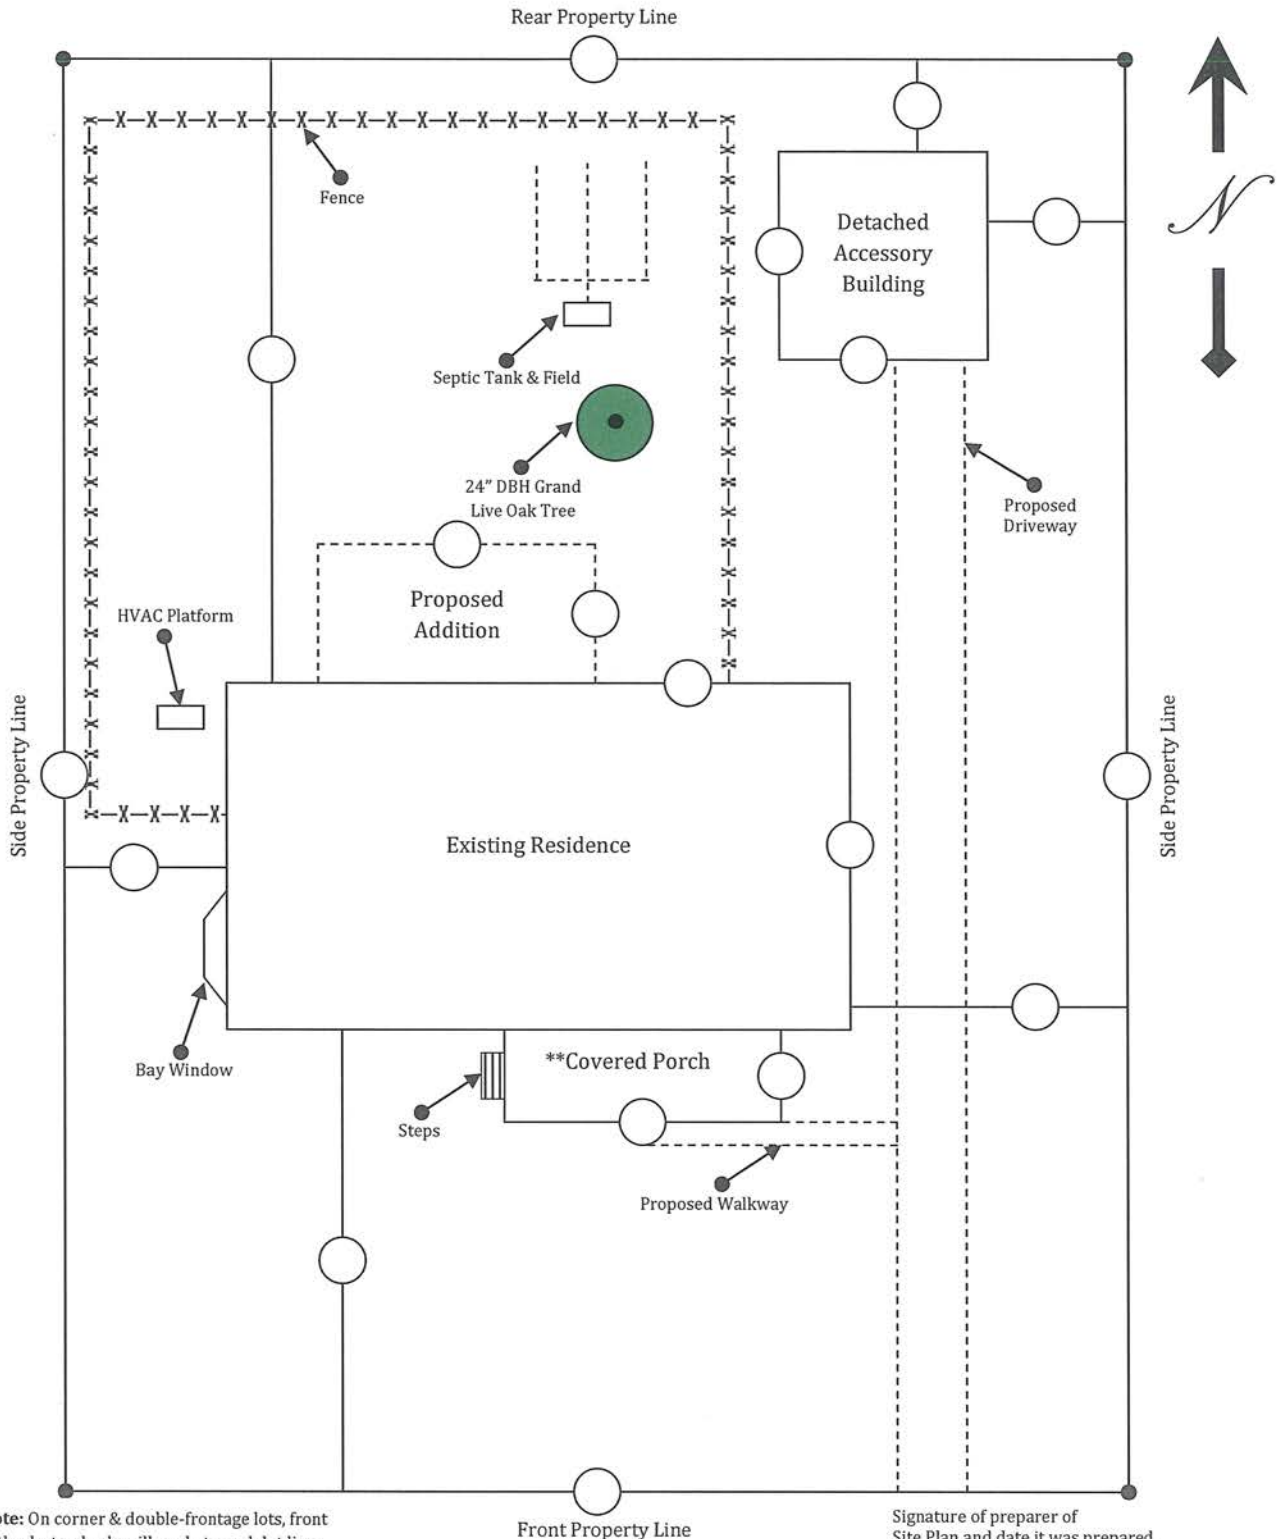 Rear Property Line
Fence
Detached
Accessory
Building
N
Septic Tank & Field
24" DBH Grand
Live Oak Tree
Proposed
Driveway
Proposed
Addition
HVAC Platform
Side Property Line
Side Property Line
Existing Residence
Bay Window
**Covered Porch
Steps
Proposed Walkway
On corner & double-frontage lots, front
Front Property Line
Signature of preparer of
Site Plan and date it was prepared